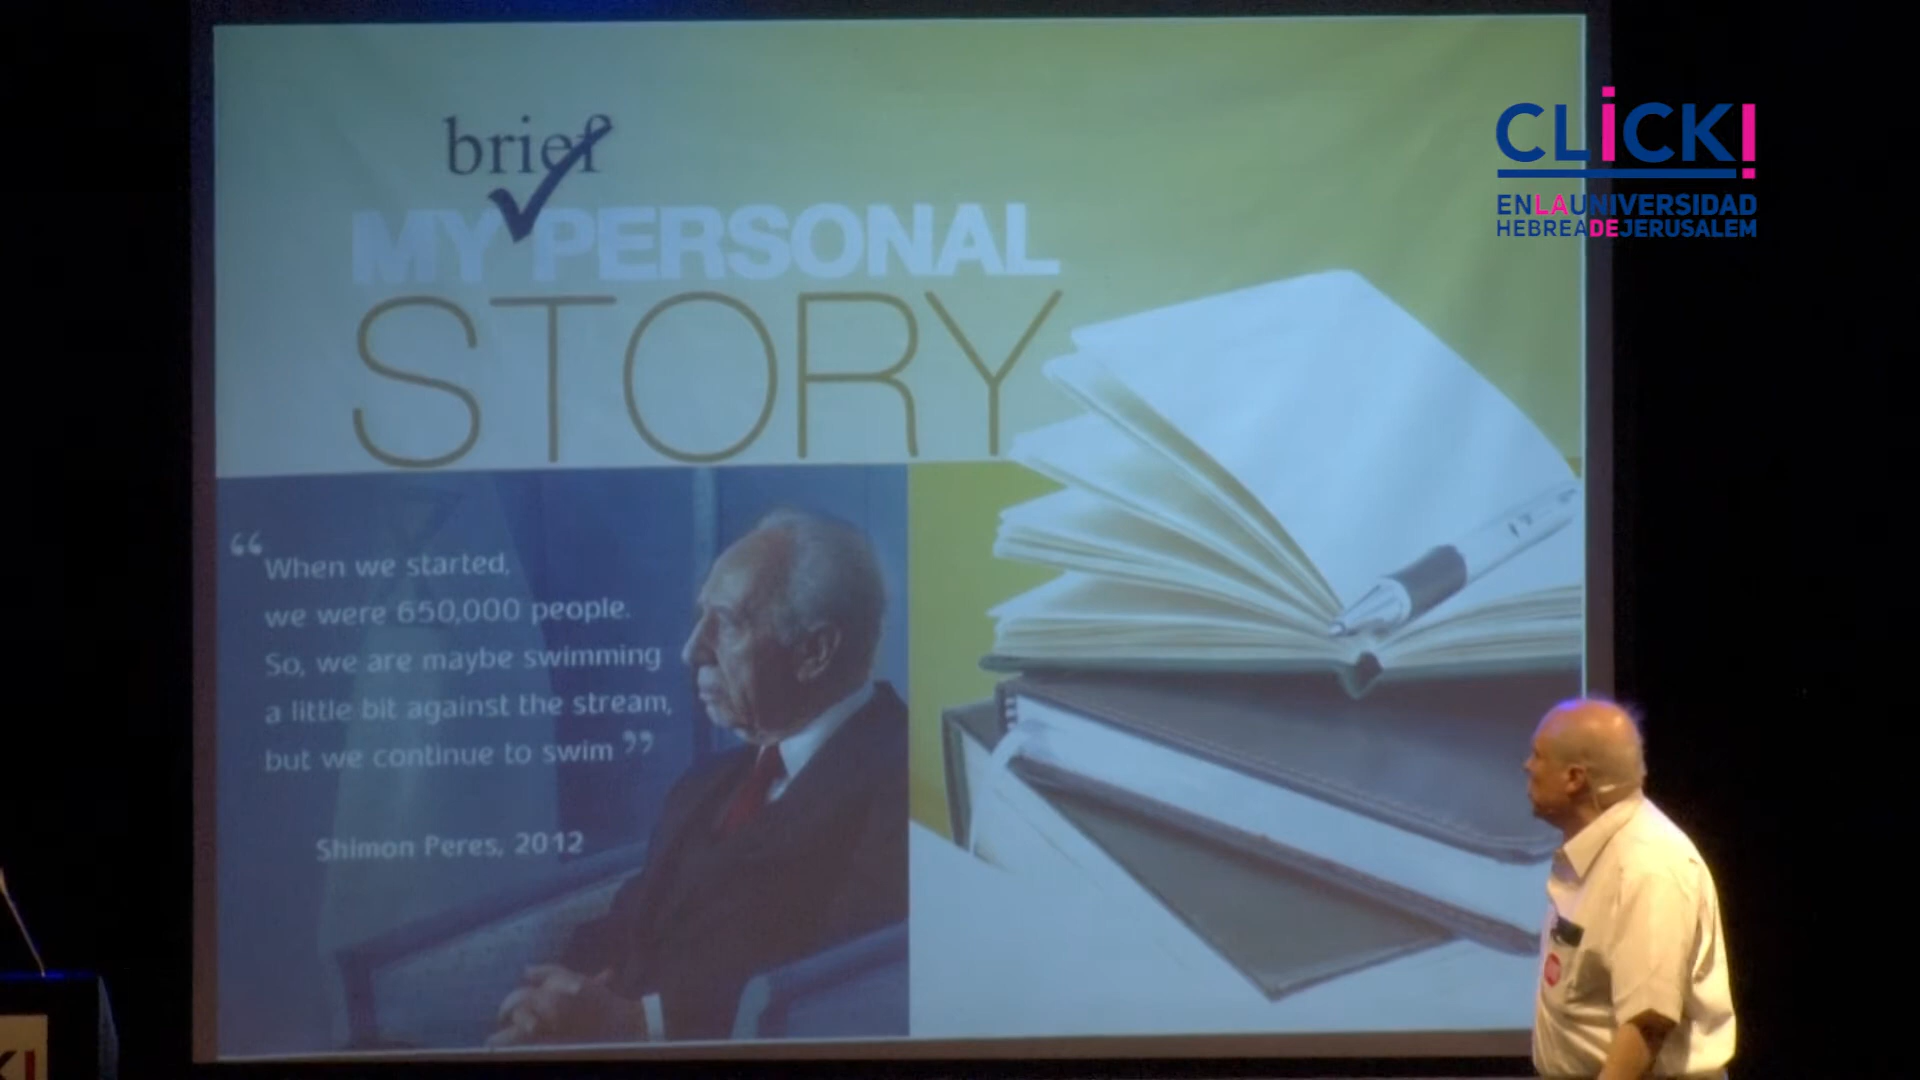 brief
MY PERSONAL
STORY
“When we started,
we were 650,000 people.
So, we are maybe swimming
a little bit against the stream,
but we continue to swim”
Shimon Peres, 2012
CLiCK!
ENLAUNIVERSIDAD
HEBREADEJERUSALEM
K!